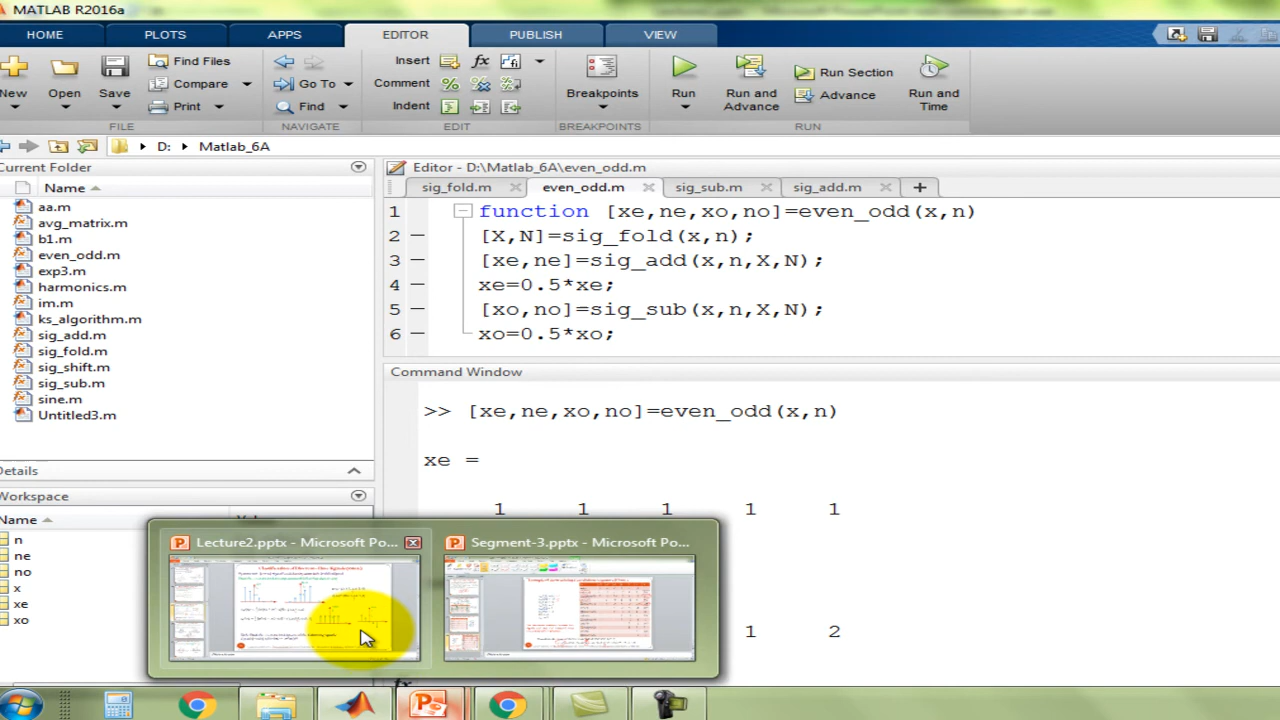 MATLAB R2016a
HOME PLOTS APPS EDITOR PUBLISH VIEW
New Open Save Find Files Compare Print
Go To Find
Insert Comment Indent
Breakpoints Run Run and Advance Run Section Advance Run and Time
FILE NAVIGATE EDIT BREAKPOINTS RUN
D: Matlab_6A
Current Folder
Name
aa.m
avg_matrix.m
b1.m
even_odd.m
exp3.m
harmonics.m
im.m
ks_algorithm.m
sig_add.m
sig_fold.m
sig_shift.m
sig_sub.m
sine.m
Untitled3.m
Details
Workspace
Name
n
ne
no
x
xe
xo
Editor - D:\Matlab_6A\even_odd.m
sig_fold.m even_odd.m sig_sub.m sig_add.m
1 function [xe,ne,xo,no]=even_odd(x,n)
2 [X,N]=sig_fold(x,n);
3 [xe,ne]=sig_add(x,n,X,N);
4 xe=0.5*xe;
5 [xo,no]=sig_sub(x,n,X,N);
6 xo=0.5*xo;
Command Window
>> [xe,ne,xo,no]=even_odd(x,n)
xe =
1 1 1 1 1
1 2
fx
Lecture2.pptx - Microsoft Po...
Segment-3.pptx - Microsoft Po...